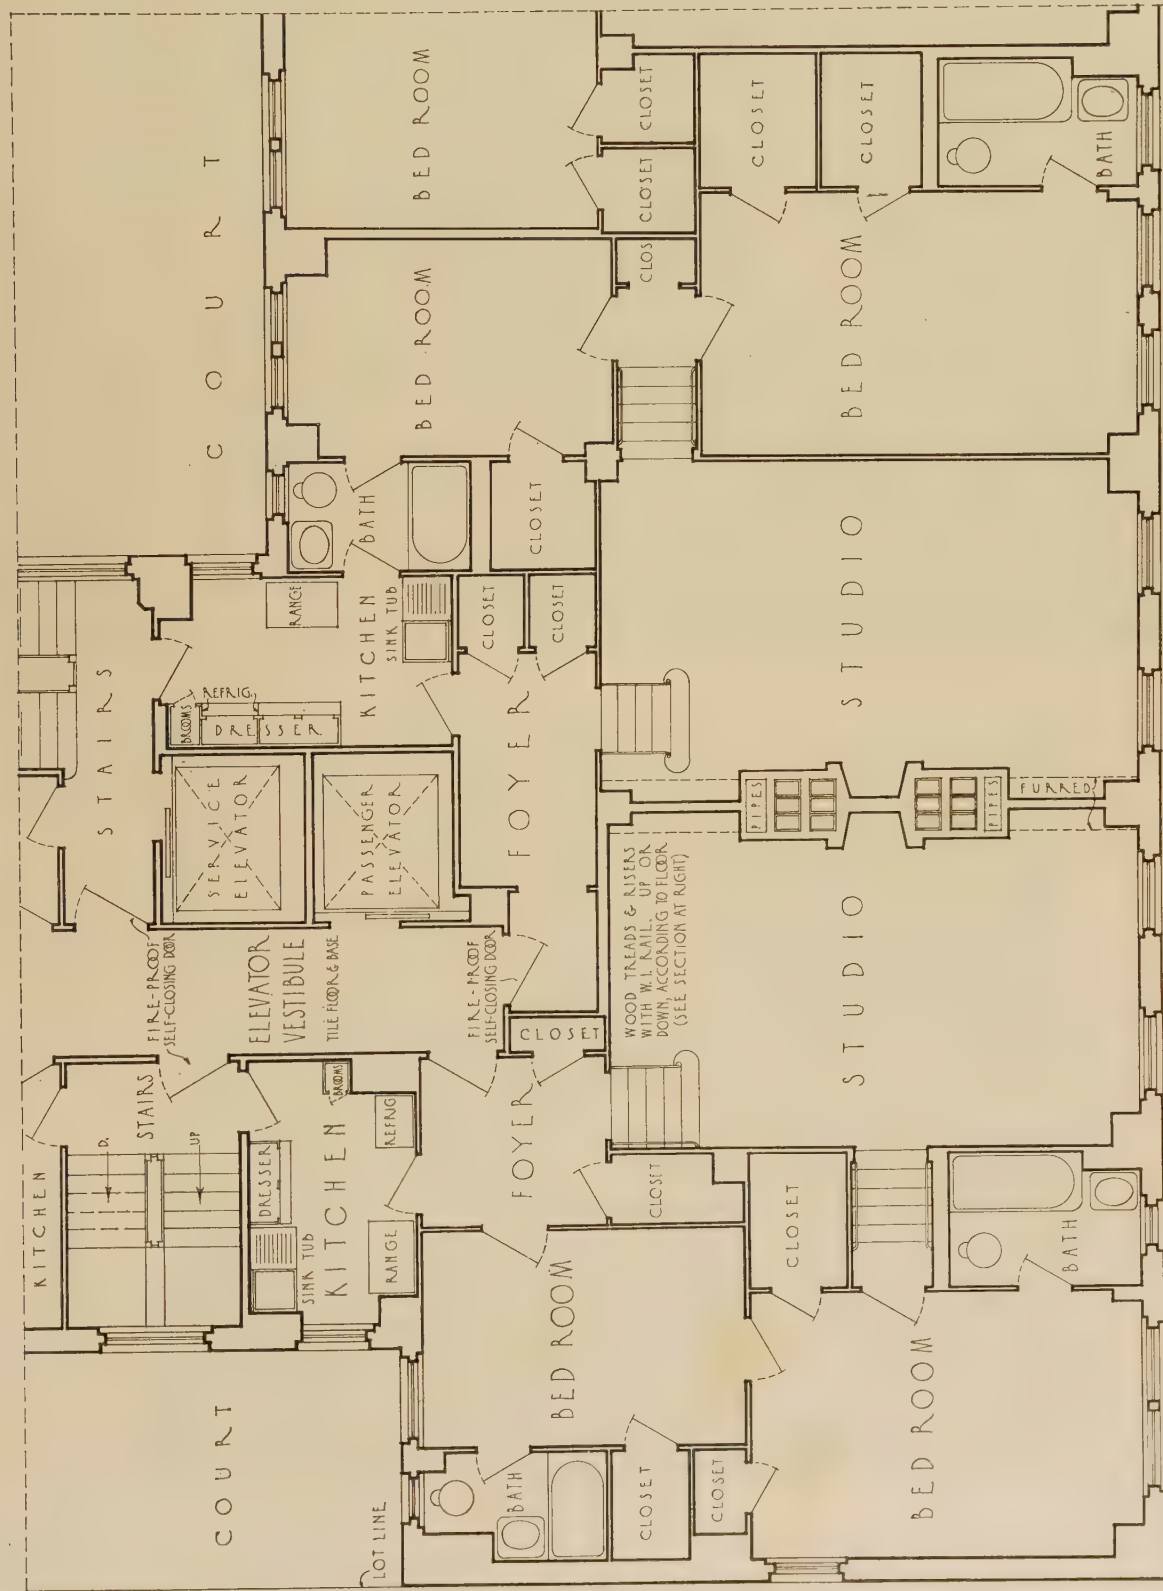 COURT
LOT LINE
KITCHEN
D.
UP
STAIRS
DRESSER
SINK TUB
KITCHEN
RANGE
REFRIG
BROOMS
BED ROOM
BATH
CLOSET
CLOSET
BED ROOM
CLOSET
CLOSET
BATH
FOYER
CLOSET
FIRE-PROOF
SELF-CLOSING DOOR
ELEVATOR
VESTIBULE
TILE FLOOR & BASE
FIRE-PROOF
SELF-CLOSING DOOR
WOOD TREADS & RISERS
WITH W.I. RAIL. UP OR
DOWN, ACCORDING TO FLOOR
(SEE SECTION AT RIGHT)
STUDIO
PIPES
PIPES
FURRED
STAIRS
SERVICE
ELEVATOR
PASSENGER
ELEVATOR
FOYER
BROOMS
REFRIG.
DRESSER
KITCHEN
SINK TUB
RANGE
CLOSET
CLOSET
STUDIO
COURT
BATH
CLOSET
BED ROOM
CLOS
BED ROOM
BED ROOM
CLOSET
CLOSET
CLOSET
CLOSET
BATH